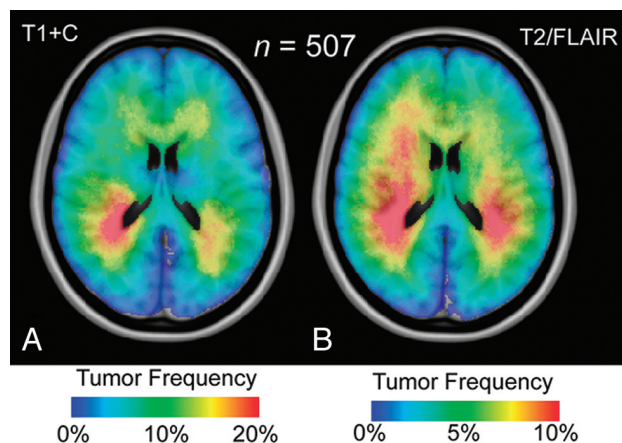 T1+C
n = 507
T2/FLAIR
A
B
Tumor Frequency
0% 10% 20%
Tumor Frequency
0% 5% 10%